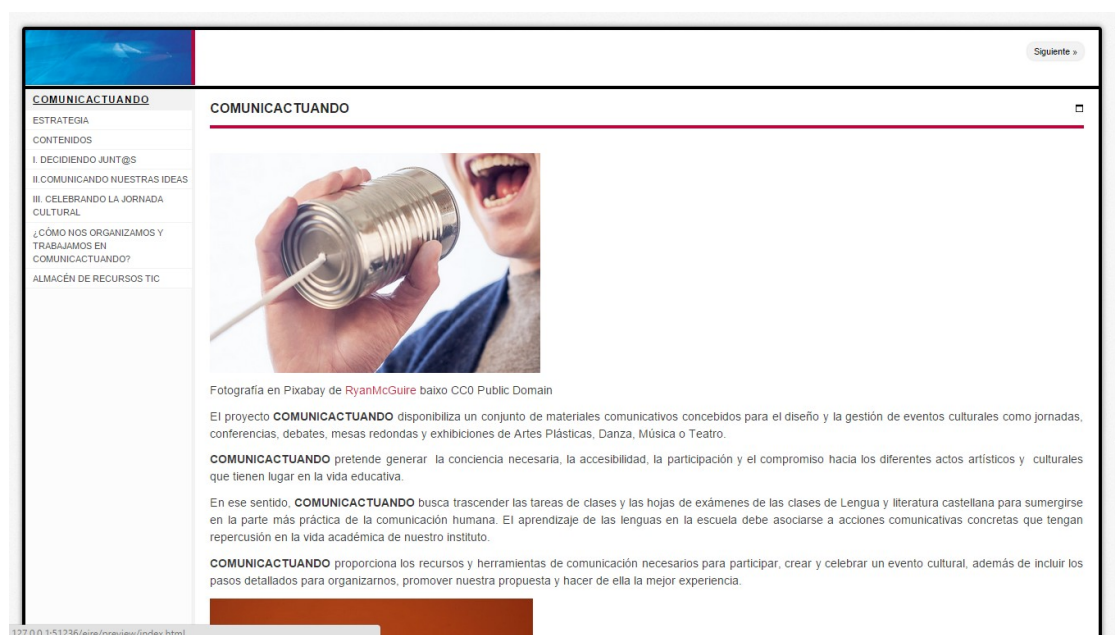 Siguiente »
COMUNICACTUANDO
ESTRATEGIA
CONTENIDOS
I. DECIDIENDO JUNT@S
II.COMUNICANDO NUESTRAS IDEAS
III. CELEBRANDO LA JORNADA
CULTURAL
¿CÓMO NOS ORGANIZAMOS Y
TRABAJAMOS EN
COMUNICACTUANDO?
ALMACÉN DE RECURSOS TIC
COMUNICACTUANDO
Fotografía en Pixabay de RyanMcGuire baixo CC0 Public Domain
El proyecto COMUNICACTUANDO disponibiliza un conjunto de materiales comunicativos concebidos para el diseño y la gestión de eventos culturales como jornadas,
conferencias, debates, mesas redondas y exhibiciones de Artes Plásticas, Danza, Música o Teatro.
COMUNICACTUANDO pretende generar la conciencia necesaria, la accesibilidad, la participación y el compromiso hacia los diferentes actos artísticos y culturales
que tienen lugar en la vida educativa.
En ese sentido, COMUNICACTUANDO busca trascender las tareas de clases y las hojas de exámenes de las clases de Lengua y literatura castellana para sumergirse
en la parte más práctica de la comunicación humana. El aprendizaje de las lenguas en la escuela debe asociarse a acciones comunicativas concretas que tengan
repercusión en la vida académica de nuestro instituto.
COMUNICACTUANDO proporciona los recursos y herramientas de comunicación necesarios para participar, crear y celebrar un evento cultural, además de incluir los
pasos detallados para organizarnos, promover nuestra propuesta y hacer de ella la mejor experiencia.
127.0.0.1:51236/eire/preview/index.html